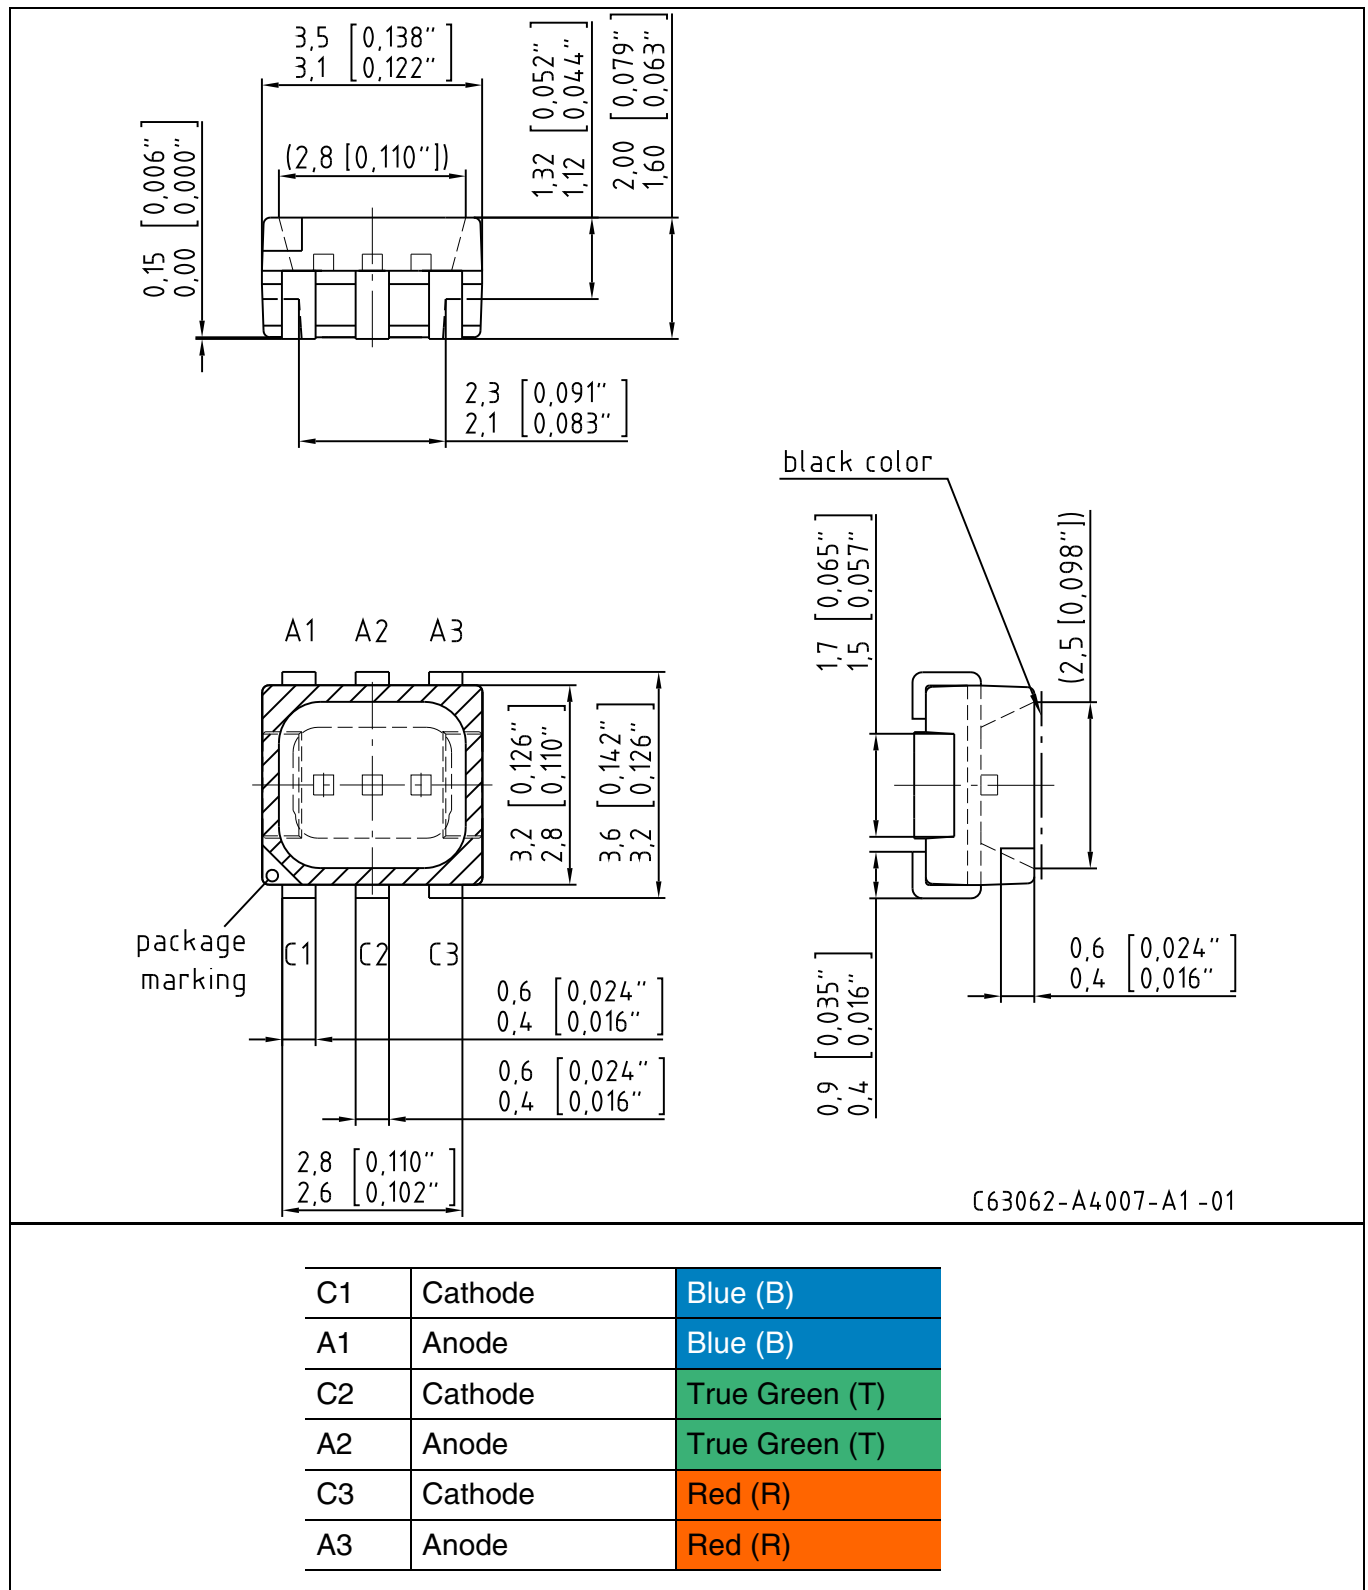 3,5 [0,138"
3,1 0,122"]
(2,8 [0,110"])
0,15 [0,006"
0,00 0,000"]
1,32 [0,052"
1,12 0,044"]
2,00 [0,079"
1,60 0,063"]
2,3 [0,091"
2,1 0,083"]
black color
1,7 [0,065"
1,5 0,057"]
(2,5 [0,098"])
A1 A2 A3
3,2 [0,126"
2,8 0,110"]
3,6 [0,142"
3,2 0,126"]
package
marking
C1 C2 C3
0,6 [0,024"
0,4 0,016"]
0,6 [0,024"
0,4 0,016"]
2,8 [0,110"
2,6 0,102"]
0,9 [0,035"
0,4 0,016"]
0,6 [0,024"
0,4 0,016"]
C63062-A4007-A1-01
C1 Cathode Blue (B)
A1 Anode Blue (B)
C2 Cathode True Green (T)
A2 Anode True Green (T)
C3 Cathode Red (R)
A3 Anode Red (R)